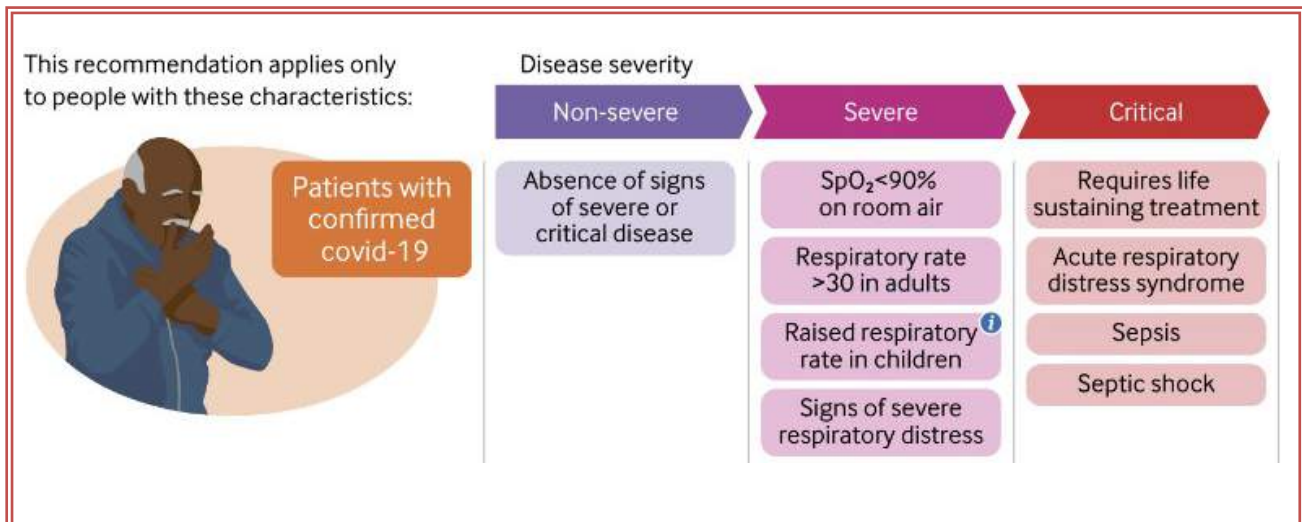 This recommendation applies only
to people with these characteristics:
Patients with
confirmed
covid-19
Disease severity
Non-severe
Absence of signs
of severe or
critical disease
Severe
SpO₂<90%
on room air
Respiratory rate
>30 in adults
Raised respiratory
rate in children
i
Signs of severe
respiratory distress
Critical
Requires life
sustaining treatment
Acute respiratory
distress syndrome
Sepsis
Septic shock